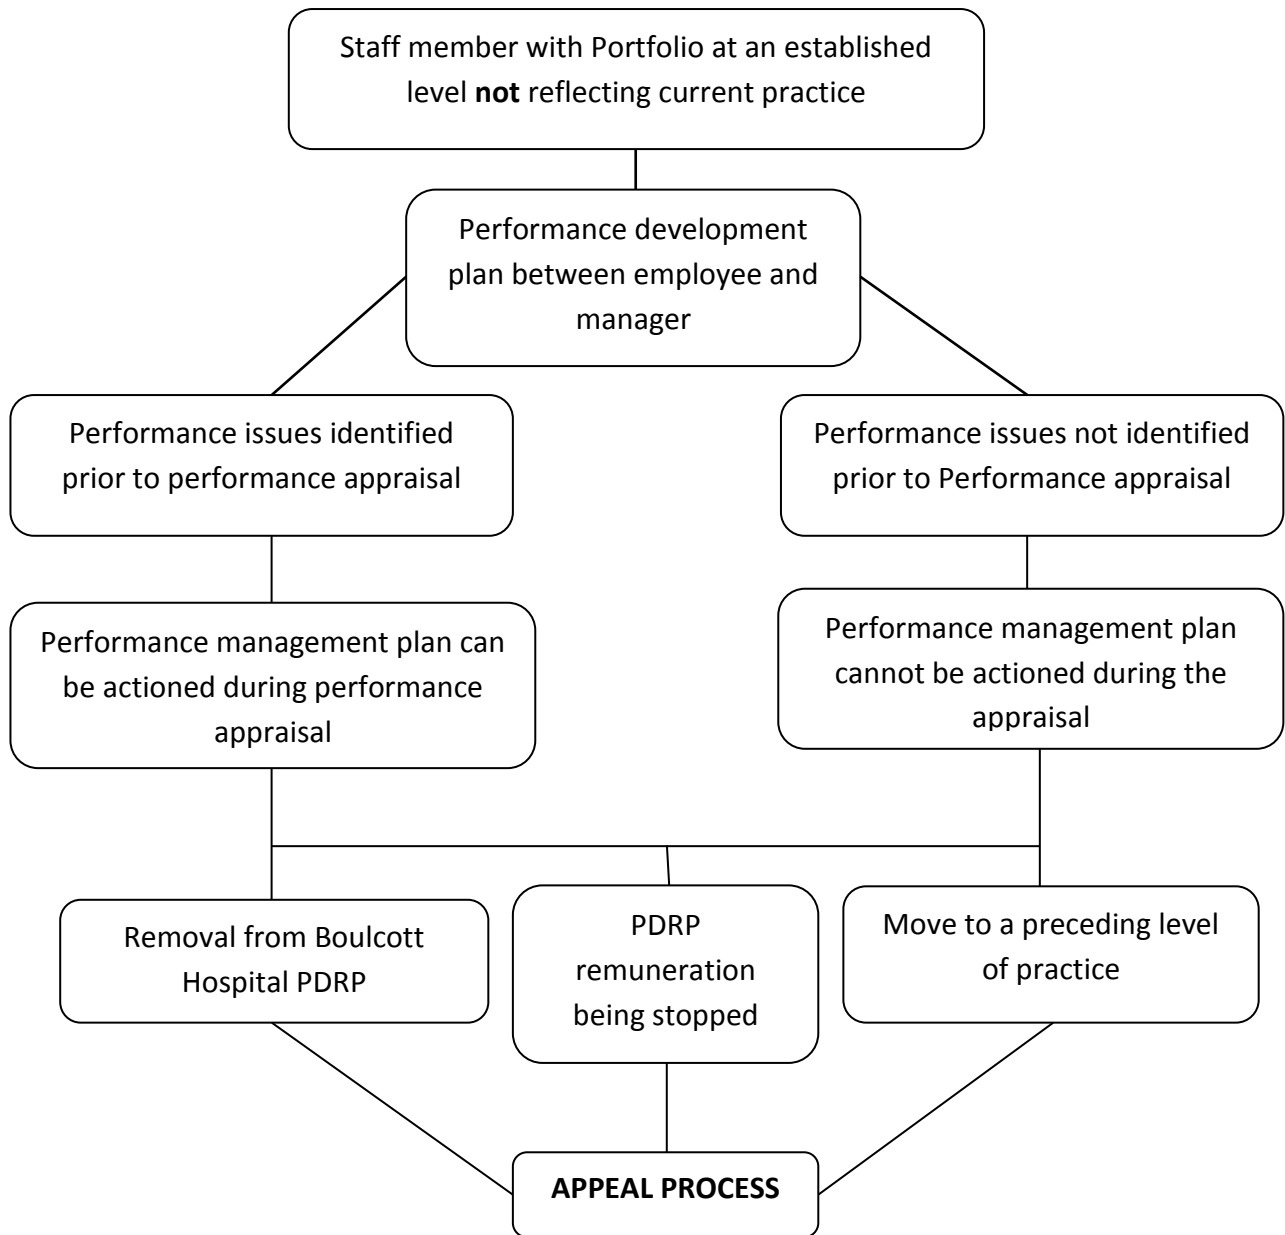 Staff member with Portfolio at an established
level not reflecting current practice
Performance development
plan between employee and
manager
Performance issues identified
prior to performance appraisal
Performance issues not identified
prior to Performance appraisal
Performance management plan can
be actioned during performance
appraisal
Performance management plan
cannot be actioned during the
appraisal
Removal from Boulcott
Hospital PDRP
PDRP
remuneration
being stopped
Move to a preceding level
of practice
APPEAL PROCESS